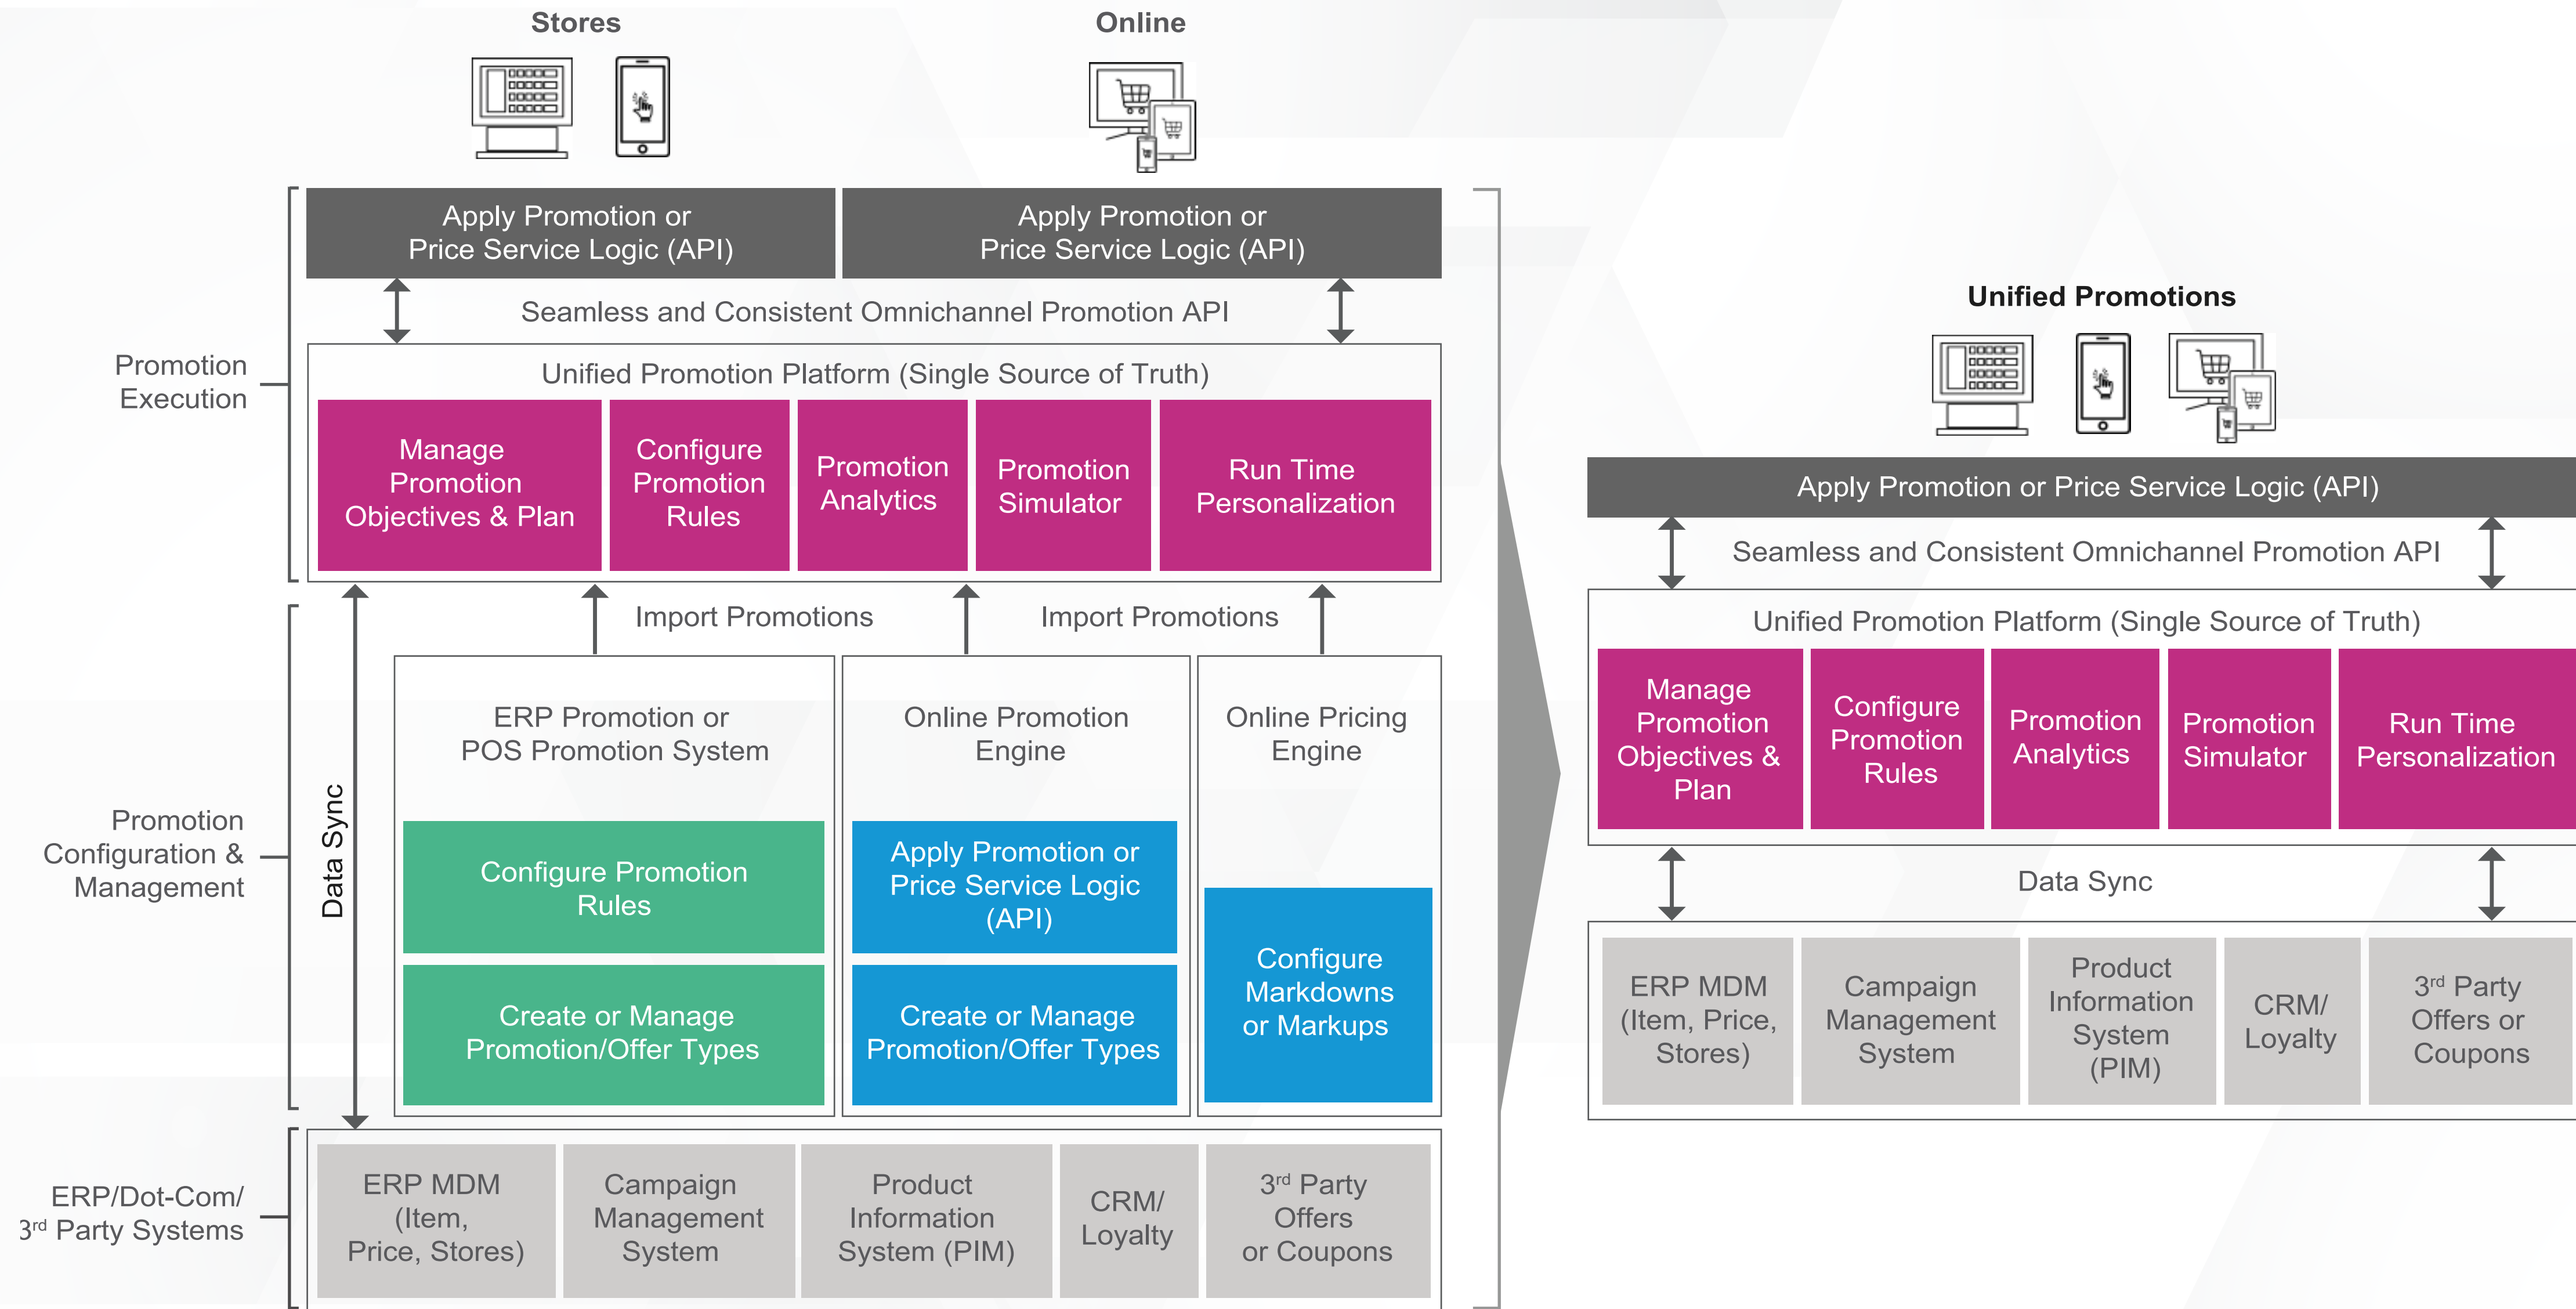 Stores
Online
Apply Promotion or
Price Service Logic (API)
Apply Promotion or
Price Service Logic (API)
Seamless and Consistent Omnichannel Promotion API
Promotion
Execution
Unified Promotion Platform (Single Source of Truth)
Manage
Promotion
Objectives & Plan
Configure
Promotion
Rules
Promotion
Analytics
Promotion
Simulator
Run Time
Personalization
Import Promotions
Import Promotions
Promotion
Configuration &
Management
Data Sync
ERP Promotion or
POS Promotion System
Configure Promotion
Rules
Create or Manage
Promotion/Offer Types
Online Promotion
Engine
Apply Promotion or
Price Service Logic
(API)
Create or Manage
Promotion/Offer Types
Online Pricing
Engine
Configure
Markdowns
or Markups
ERP/Dot-Com/
3rd Party Systems
ERP MDM
(Item,
Price, Stores)
Campaign
Management
System
Product
Information
System (PIM)
CRM/
Loyalty
3rd Party
Offers
or Coupons
Unified Promotions
Apply Promotion or Price Service Logic (API)
Seamless and Consistent Omnichannel Promotion API
Unified Promotion Platform (Single Source of Truth)
Manage
Promotion
Objectives &
Plan
Configure
Promotion
Rules
Promotion
Analytics
Promotion
Simulator
Run Time
Personalization
Data Sync
ERP MDM
(Item, Price,
Stores)
Campaign
Management
System
Product
Information
System
(PIM)
CRM/
Loyalty
3rd Party
Offers or
Coupons